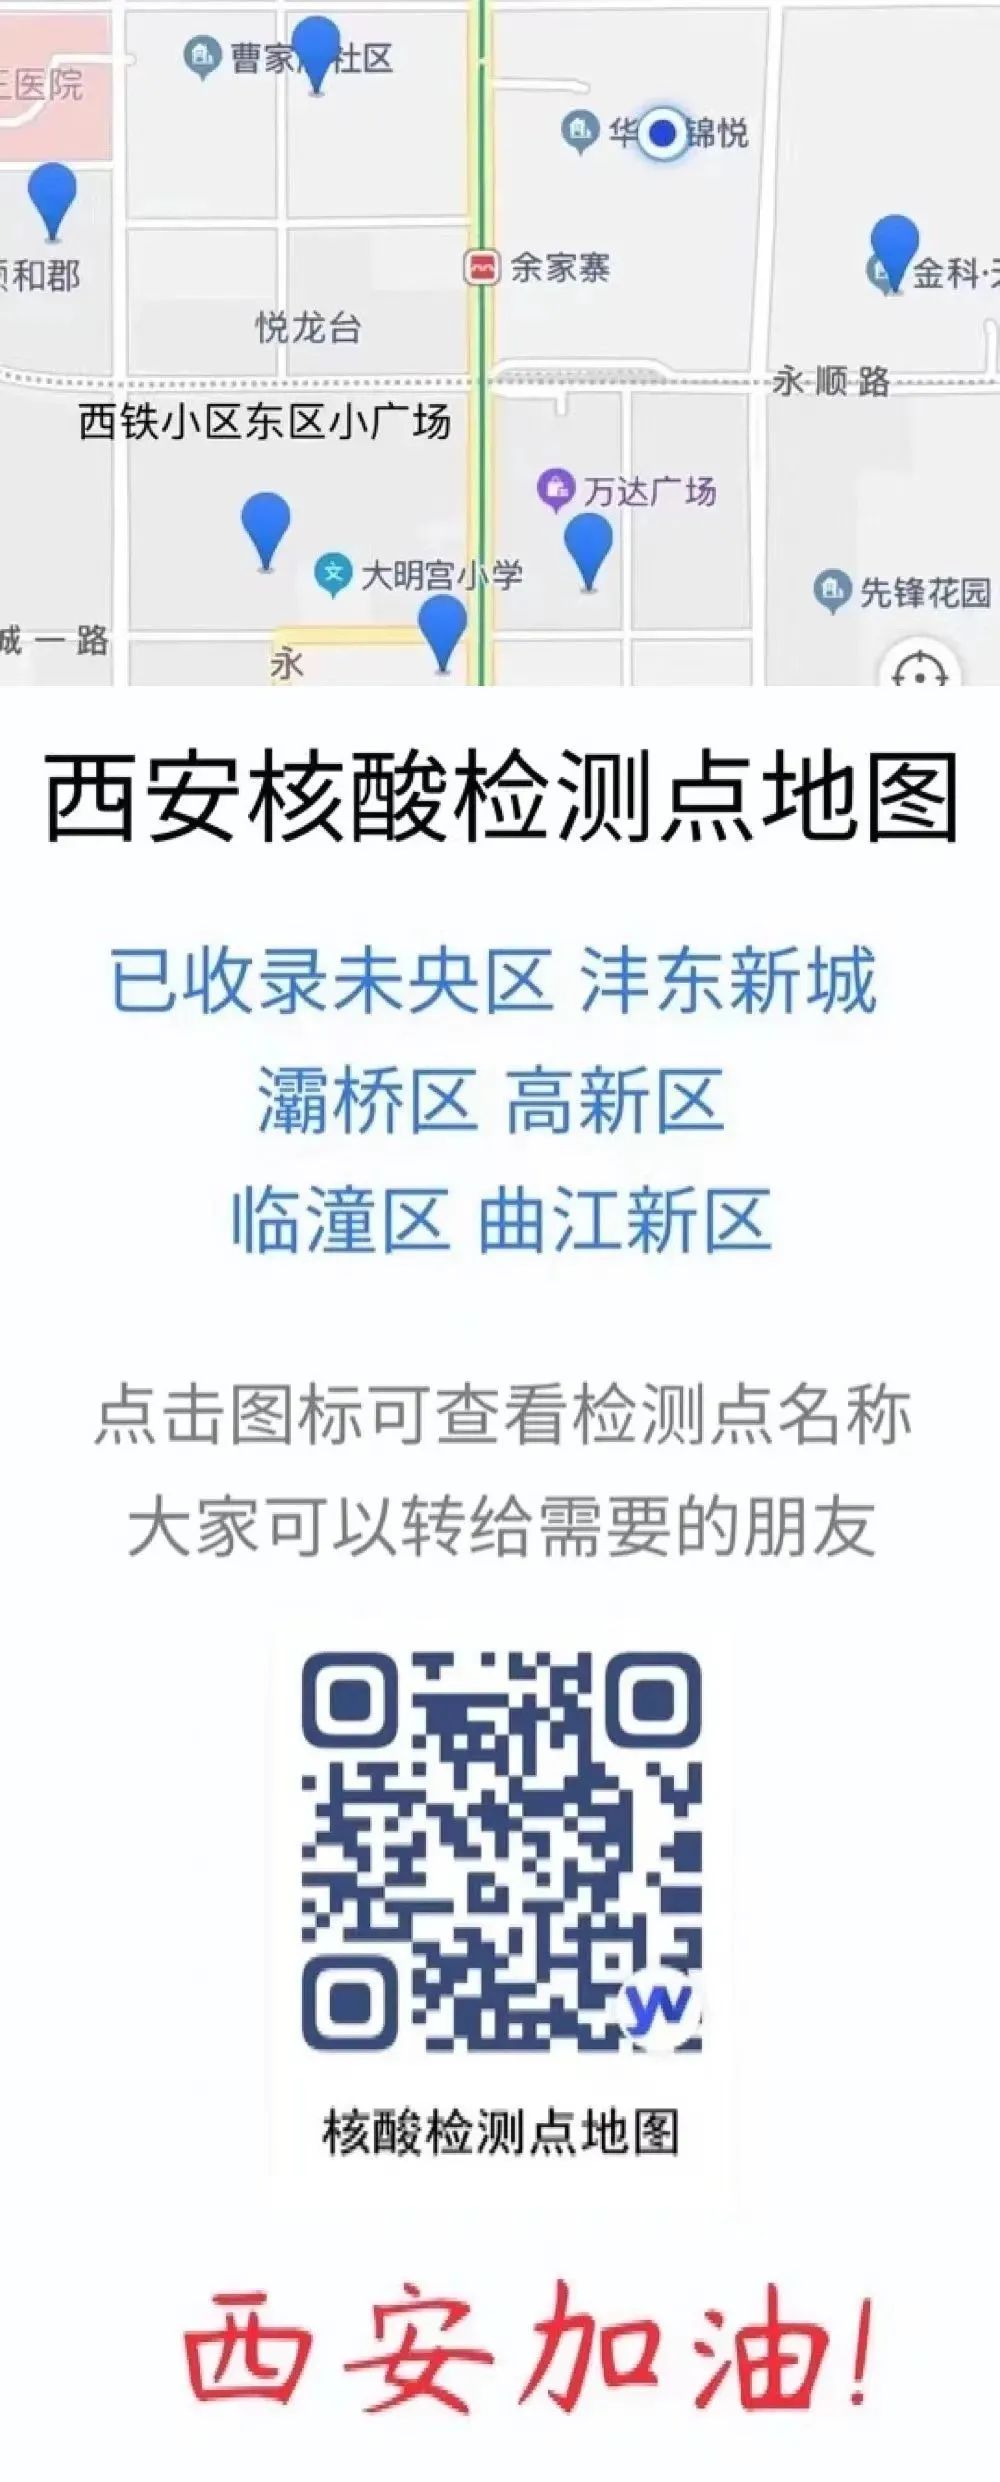 曹家
社区
医院
华
锦悦
和郡
余家寨
金科·天
悦龙台
永顺路
西铁小区东区小广场
万达广场
文
大明宫小学
先锋花园
城一路
永
西安核酸检测点地图
已收录未央区 沣东新城
灞桥区 高新区
临潼区 曲江新区
点击图标可查看检测点名称
大家可以转给需要的朋友
核酸检测点地图
西安加油!